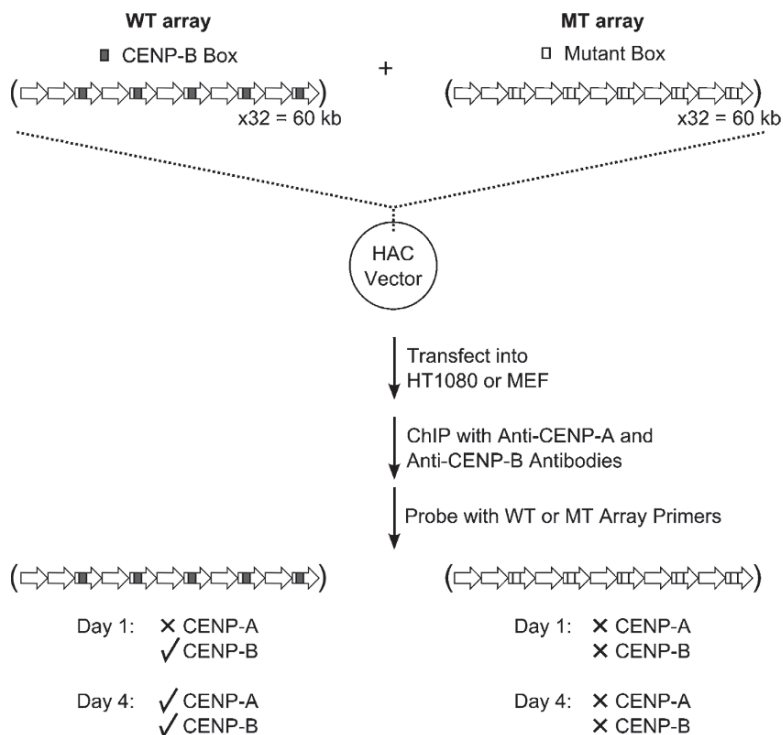 WT array
MT array
CENP-B Box
+
Mutant Box
( )
x32 = 60 kb
( )
x32 = 60 kb
HAC
Vector
Transfect into
HT1080 or MEF
ChIP with Anti-CENP-A and
Anti-CENP-B Antibodies
Probe with WT or MT Array Primers
( )
( )
Day 1: ✕ CENP-A
✓ CENP-B
Day 4: ✓ CENP-A
✓ CENP-B
Day 1: ✕ CENP-A
✕ CENP-B
Day 4: ✕ CENP-A
✕ CENP-B